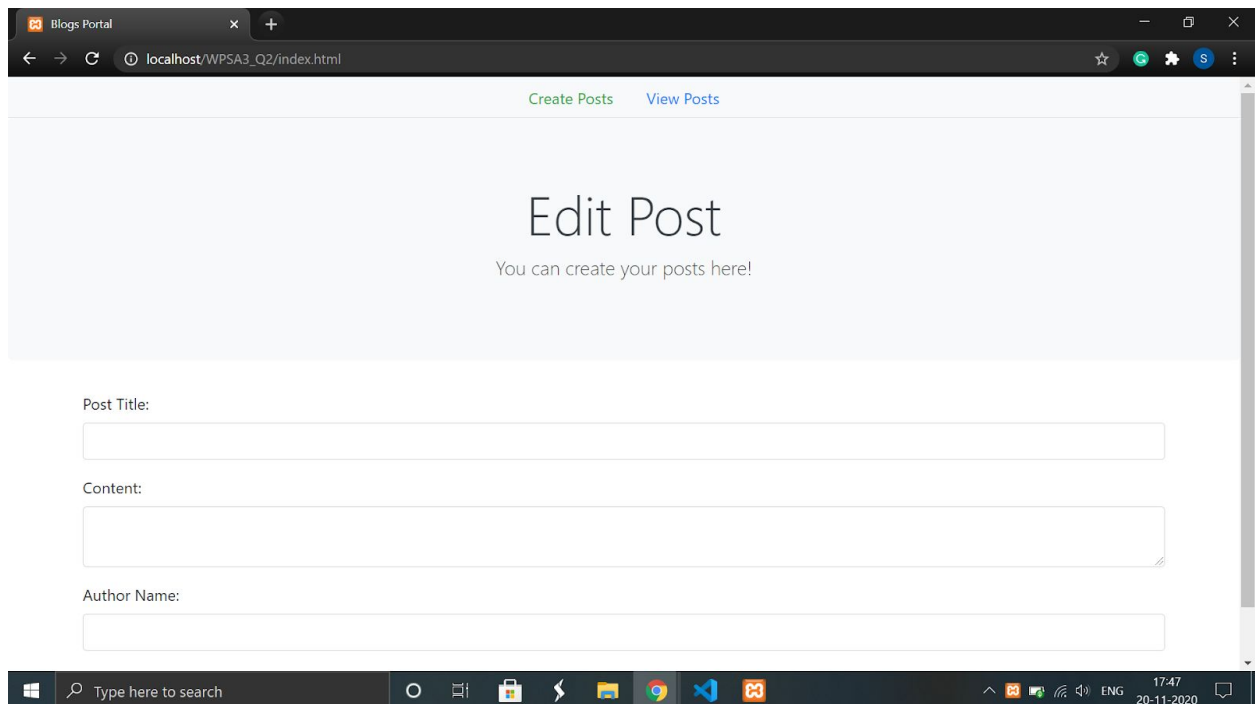 Blogs Portal
localhost/WPSA3_Q2/index.html
S
Create Posts View Posts
Edit Post
You can create your posts here!
Post Title:
Content:
Author Name:
Type here to search
ENG
17:47
20-11-2020